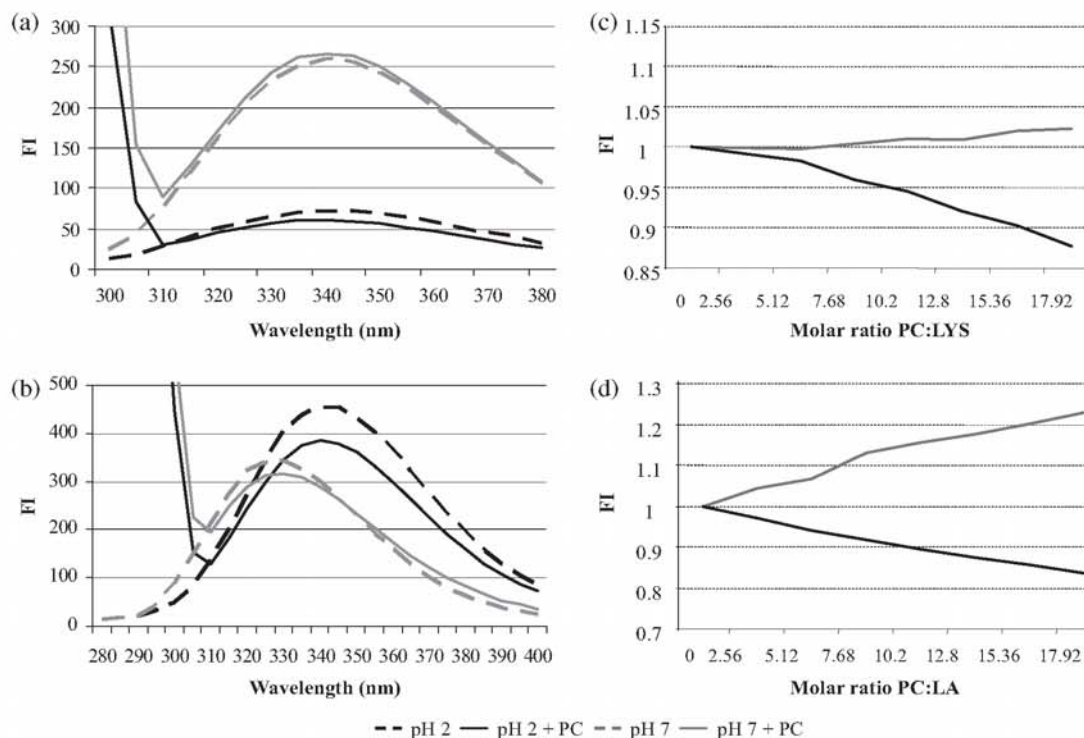 (a)
300
250
200
150
100
50
0
FI
300 310 320 330 340 350 360 370 380
Wavelength (nm)
(c)
1.15
1.1
1.05
1
0.95
0.9
0.85
FI
0 2.56 5.12 7.68 10.2 12.8 15.36 17.92
Molar ratio PC:LYS
(b)
500
400
300
200
100
0
FI
280 290 300 310 320 330 340 350 360 370 380 390 400
Wavelength (nm)
(d)
1.3
1.2
1.1
1
0.9
0.8
0.7
FI
0 2.56 5.12 7.68 10.2 12.8 15.36 17.92
Molar ratio PC:LA
pH 2 pH 2 + PC pH 7 pH 7 + PC